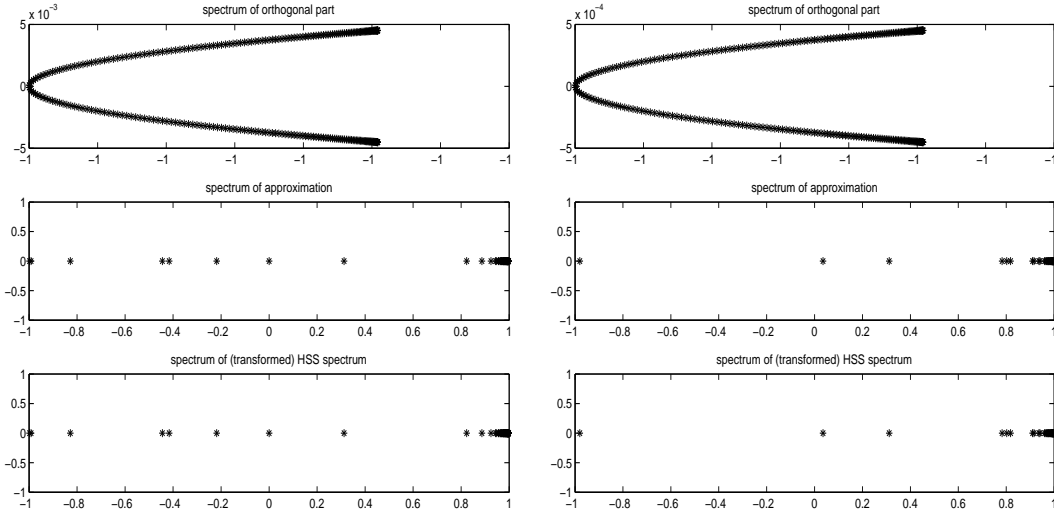 spectrum of orthogonal part
x 10⁻³
5
0
−5
−1 −1 −1 −1 −1 −1 −1 −1
spectrum of approximation
1
0.5
0
−0.5
−1
−1 −0.8 −0.6 −0.4 −0.2 0 0.2 0.4 0.6 0.8 1
spectrum of (transformed) HSS spectrum
1
0.5
0
−0.5
−1
−1 −0.8 −0.6 −0.4 −0.2 0 0.2 0.4 0.6 0.8 1
spectrum of orthogonal part
x 10⁻⁴
5
0
−5
−1 −1 −1 −1 −1 −1 −1 −1
spectrum of approximation
1
0.5
0
−0.5
−1
−1 −0.8 −0.6 −0.4 −0.2 0 0.2 0.4 0.6 0.8 1
spectrum of (transformed) HSS spectrum
1
0.5
0
−0.5
−1
−1 −0.8 −0.6 −0.4 −0.2 0 0.2 0.4 0.6 0.8 1